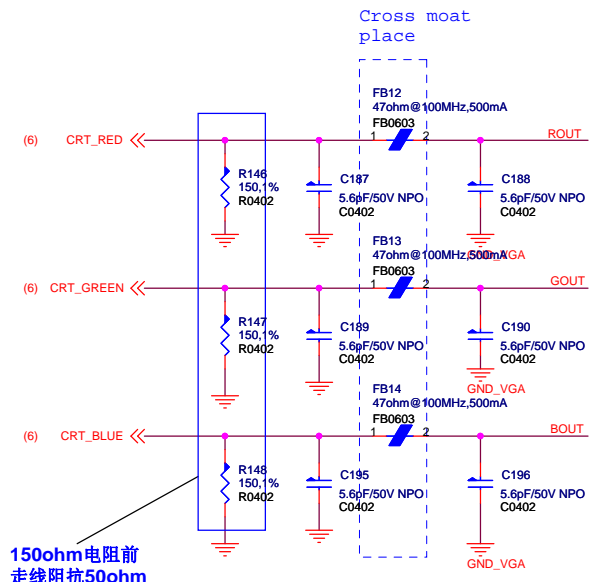 Cross moat
place
FB12
47ohm@100MHz,500mA
FB0603
(6) CRT_RED 1 2 ROUT
R146
150,1%
R0402
C187
5.6pF/50V NPO
C0402
C188
5.6pF/50V NPO
C0402
GND_VGA
FB13
47ohm@100MHz,500mA
FB0603
(6) CRT_GREEN 1 2 GOUT
R147
150,1%
R0402
C189
5.6pF/50V NPO
C0402
C190
5.6pF/50V NPO
C0402
GND_VGA
FB14
47ohm@100MHz,500mA
FB0603
(6) CRT_BLUE 1 2 BOUT
R148
150,1%
R0402
C195
5.6pF/50V NPO
C0402
C196
5.6pF/50V NPO
C0402
GND_VGA
150ohm电阻前
走线阻抗50ohm